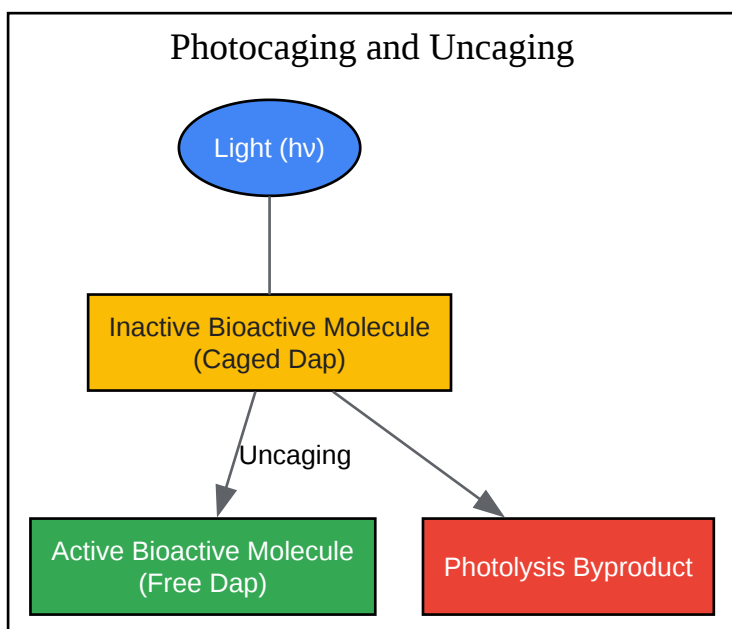 Photocaging and Uncaging
Light (hν)
Inactive Bioactive Molecule
(Caged Dap)
Uncaging
Active Bioactive Molecule
(Free Dap)
Photolysis Byproduct